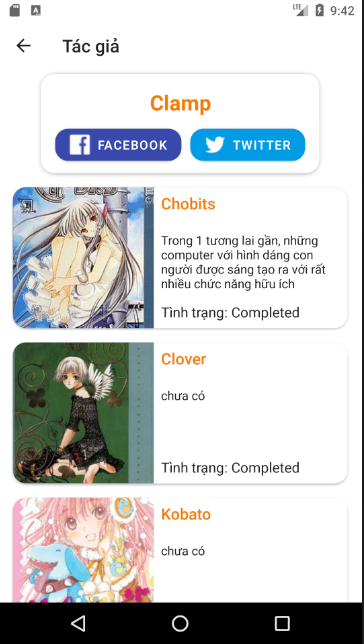 LTE 9:42
A
Tác giả
Clamp
FACEBOOK
TWITTER
Chobits
Trong 1 tương lai gần, những
computer với hình dáng con
người được sáng tạo ra với rất
nhiều chức năng hữu ích
Tình trạng: Completed
Clover
chưa có
Tình trạng: Completed
Kobato
chưa có